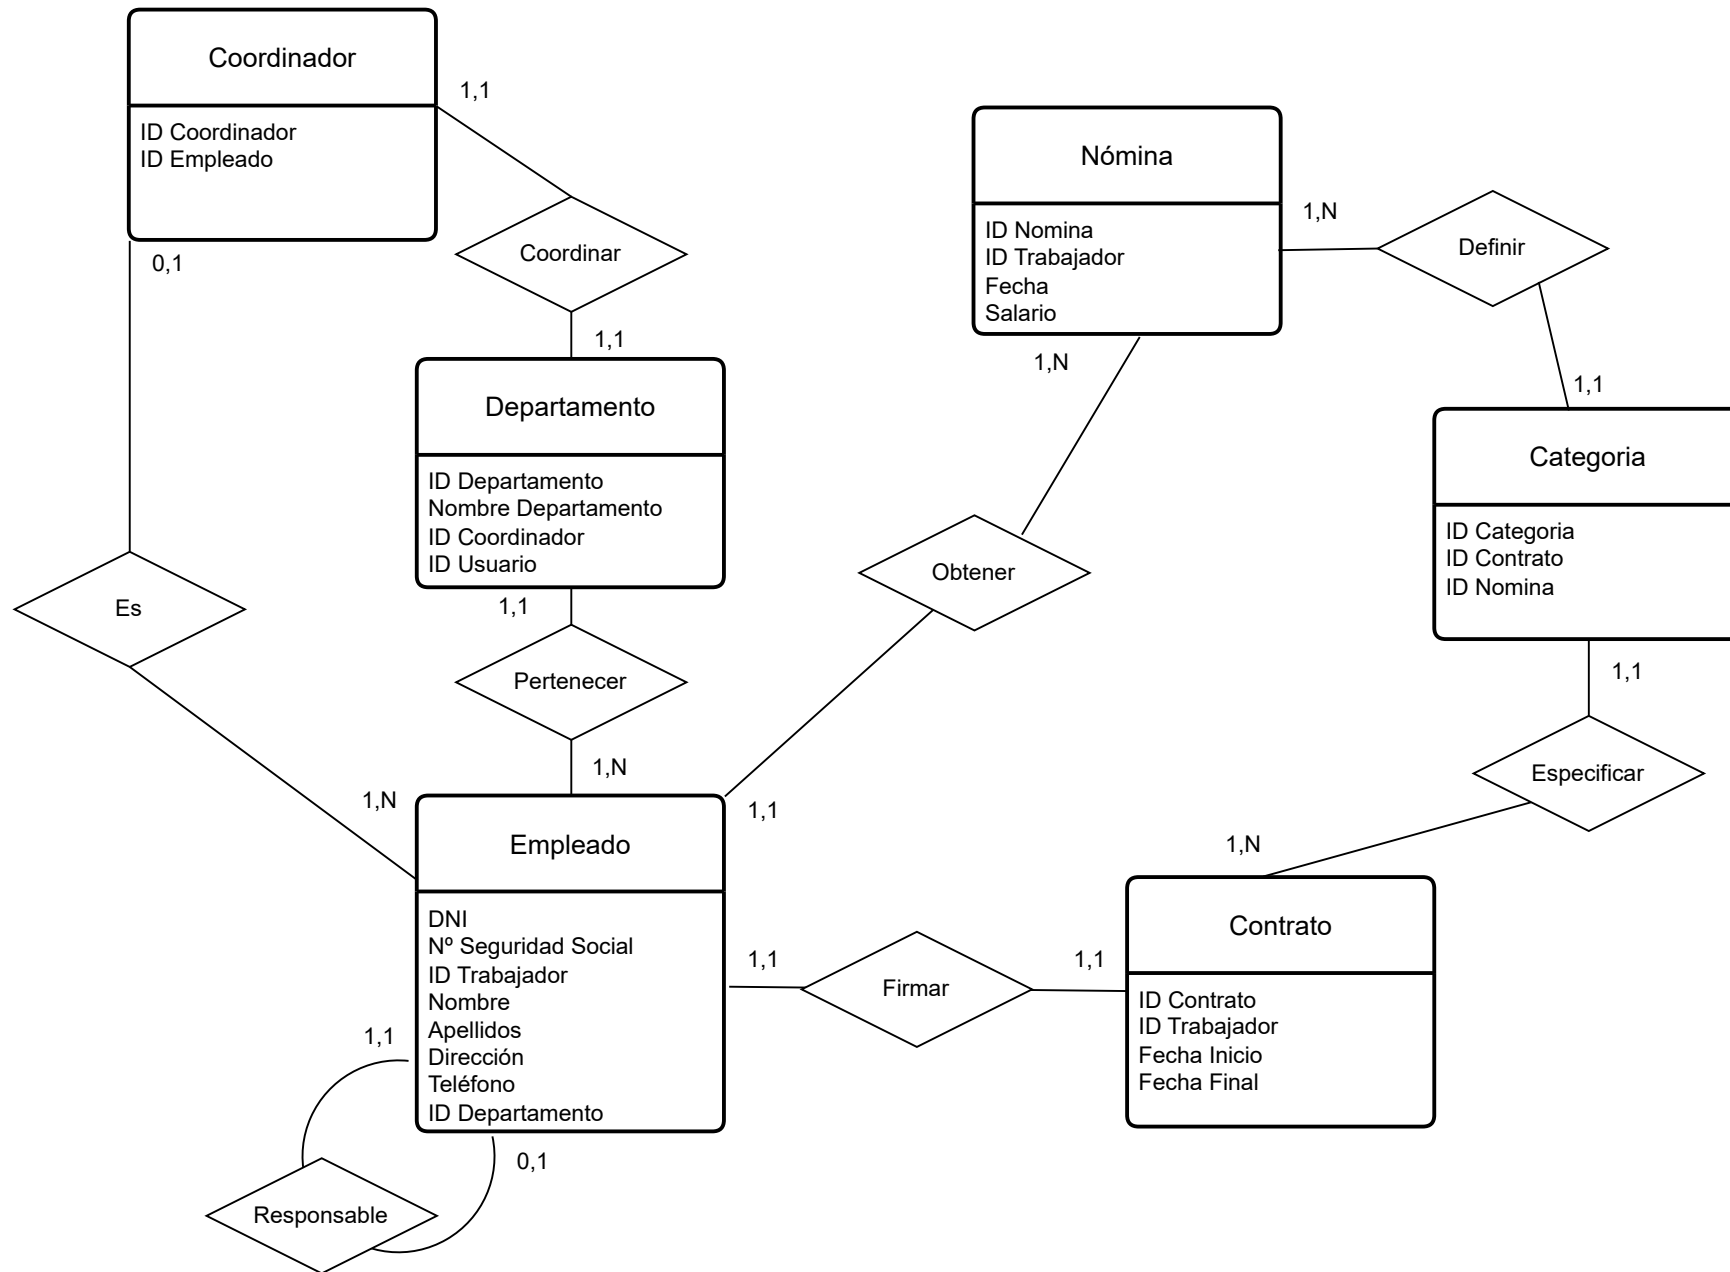 Coordinador
ID Coordinador
ID Empleado
1,1
0,1
Coordinar
1,1
Departamento
ID Departamento
Nombre Departamento
ID Coordinador
ID Usuario
1,1
Es
Pertenecer
1,N
1,N
Nómina
ID Nomina
ID Trabajador
Fecha
Salario
1,N
Definir
1,N
1,1
Categoria
ID Categoria
ID Contrato
ID Nomina
1,1
Obtener
Especificar
1,1
1,N
Empleado
DNI
Nº Seguridad Social
ID Trabajador
Nombre
Apellidos
Dirección
Teléfono
ID Departamento
1,1
Firmar
1,1
Contrato
ID Contrato
ID Trabajador
Fecha Inicio
Fecha Final
1,1
0,1
Responsable